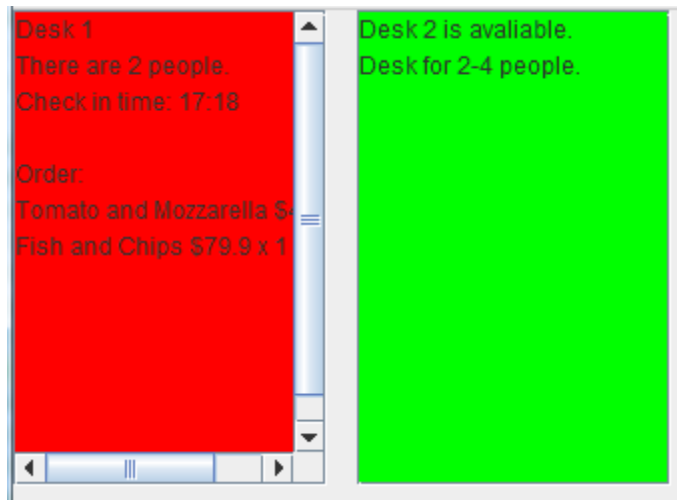 Desk 1
There are 2 people.
Check in time: 17:18
Order:
Tomato and Mozzarella $
Fish and Chips $79.9 x 1
Desk 2 is avaliable.
Desk for 2-4 people.